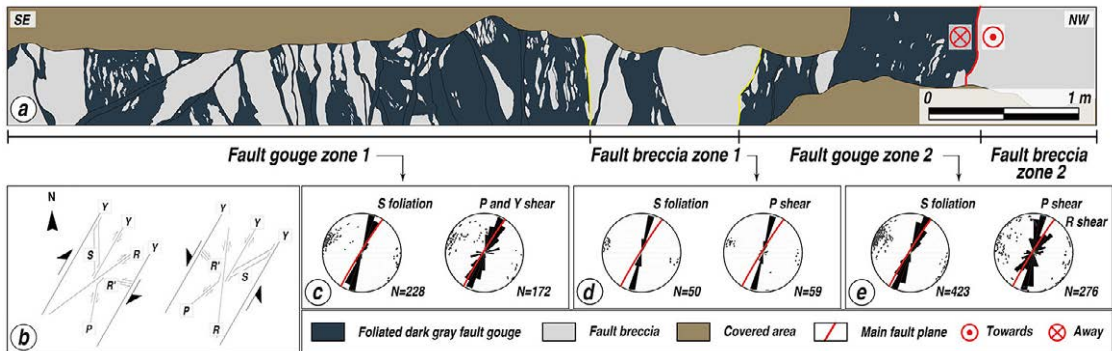 SE
NW
a
0 1 m
Fault gouge zone 1
Fault breccia zone 1
Fault gouge zone 2
Fault breccia
zone 2
N
Y
Y
Y
S
R
R'
P
Y
Y
Y
R'
S
P
R
b
S foliation
P and Y shear
c
N=228
N=172
S foliation
P shear
d
N=50
N=59
S foliation
P shear
R shear
e
N=423
N=276
Foliated dark gray fault gouge
Fault breccia
Covered area
Main fault plane
Towards
Away